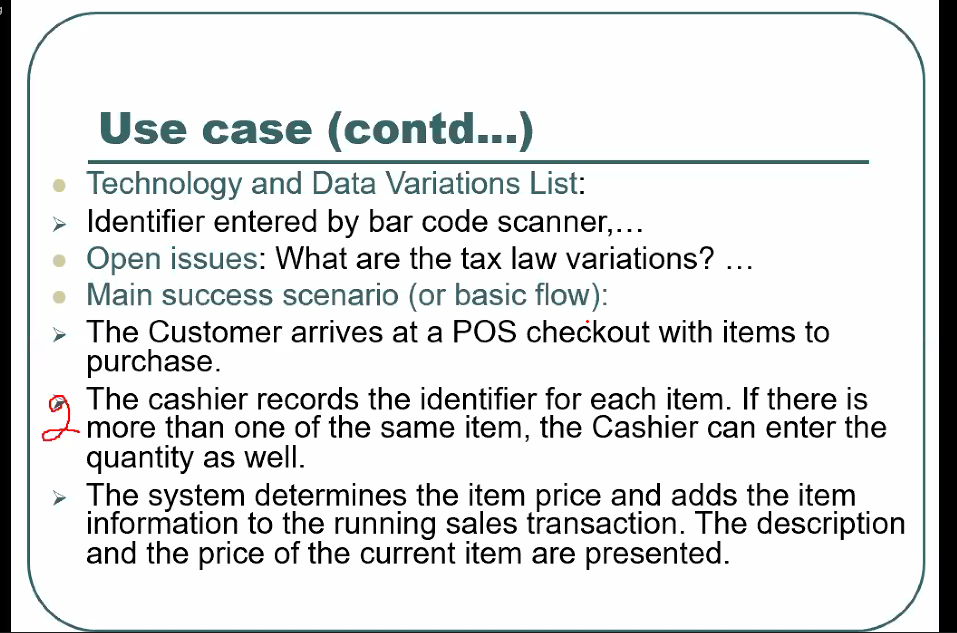 Use case (contd...)
Technology and Data Variations List:
Identifier entered by bar code scanner,...
Open issues: What are the tax law variations? ...
Main success scenario (or basic flow):
The Customer arrives at a POS checkout with items to
purchase.
2 The cashier records the identifier for each item. If there is
more than one of the same item, the Cashier can enter the
quantity as well.
The system determines the item price and adds the item
information to the running sales transaction. The description
and the price of the current item are presented.